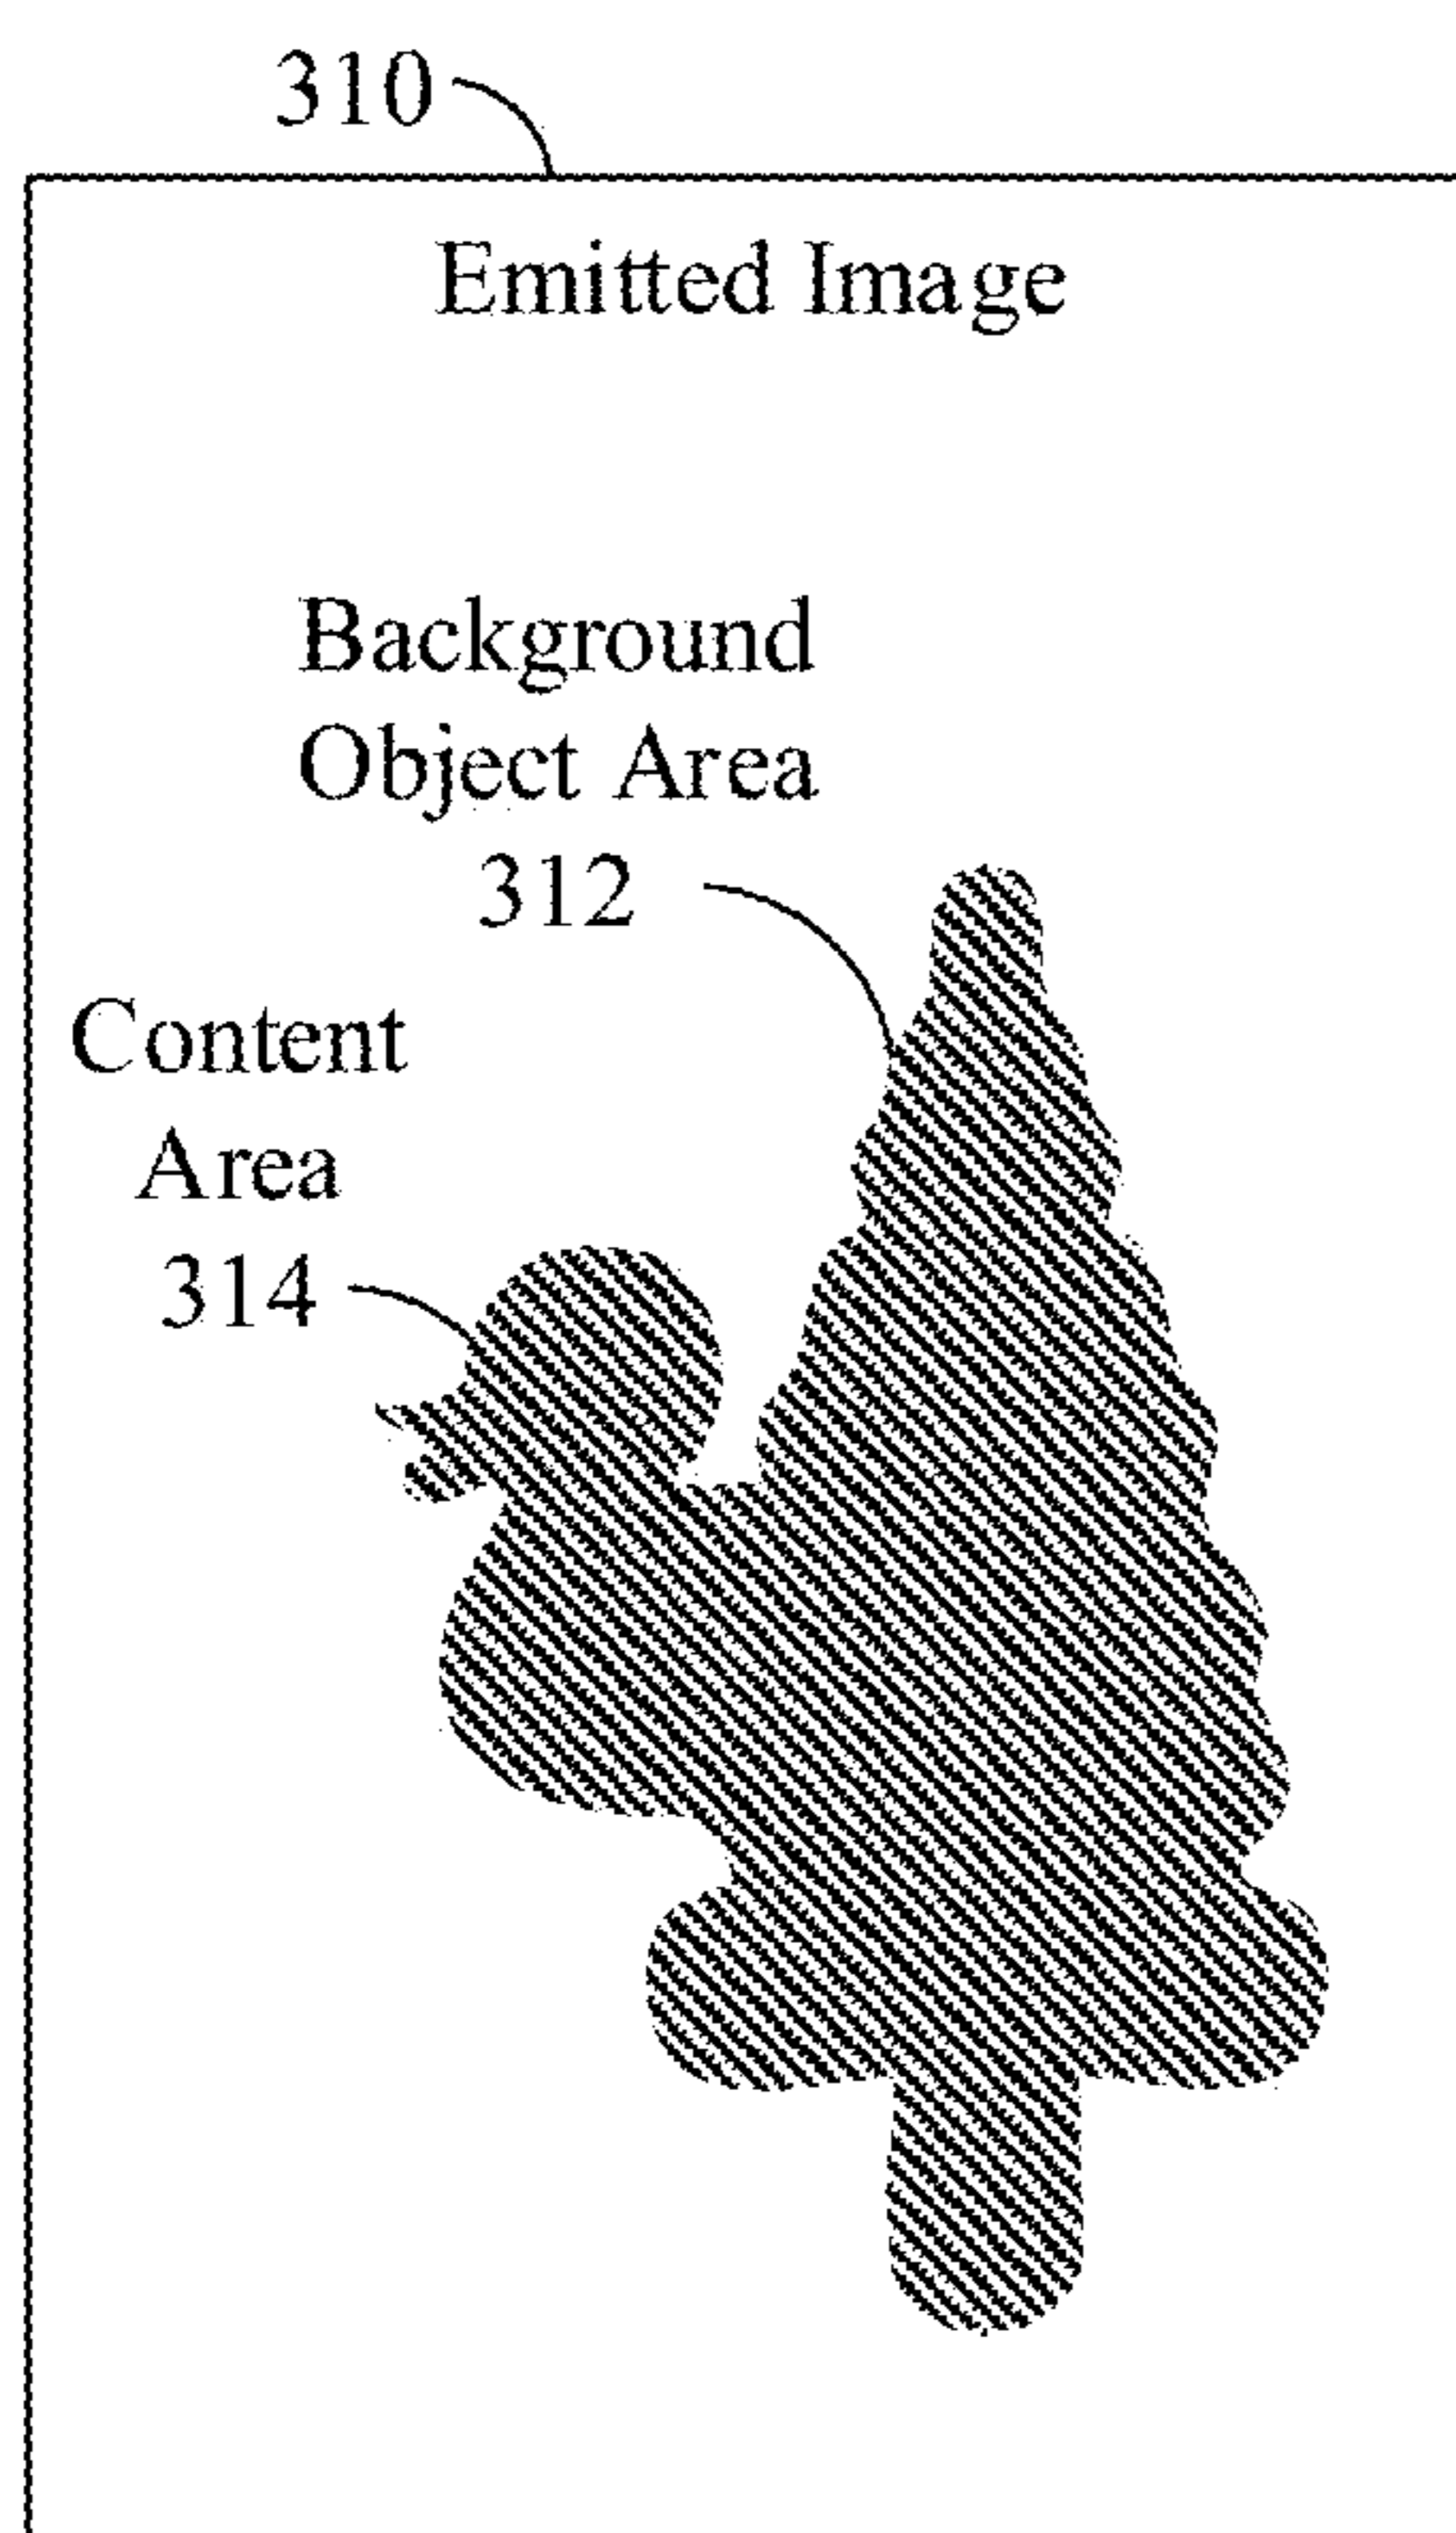 310
Emitted Image
Background
Object Area
312
Content
Area
314